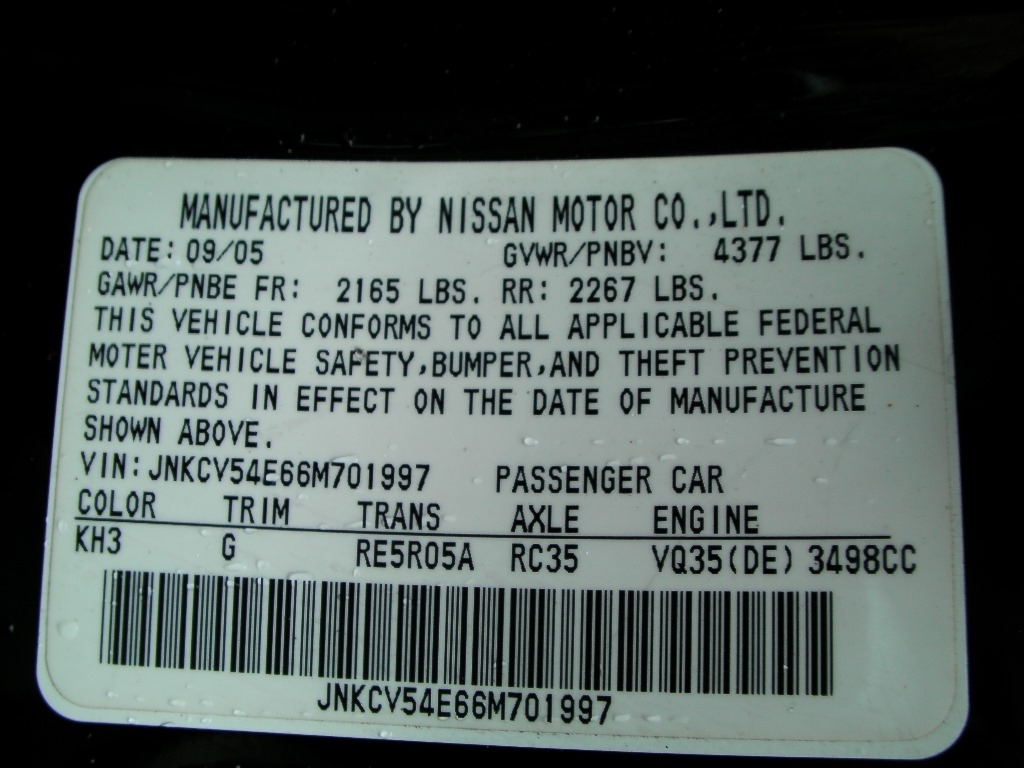 MANUFACTURED BY NISSAN MOTOR CO.,LTD.
DATE: 09/05 GVWR/PNBV: 4377 LBS.
GAWR/PNBE FR: 2165 LBS. RR: 2267 LBS.
THIS VEHICLE CONFORMS TO ALL APPLICABLE FEDERAL
MOTER VEHICLE SAFETY,BUMPER,AND THEFT PREVENTION
STANDARDS IN EFFECT ON THE DATE OF MANUFACTURE
SHOWN ABOVE.
VIN: JNKCV54E66M701997 PASSENGER CAR
COLOR TRIM TRANS AXLE ENGINE
KH3 G RE5R05A RC35 VQ35(DE) 3498CC
JNKCV54E66M701997